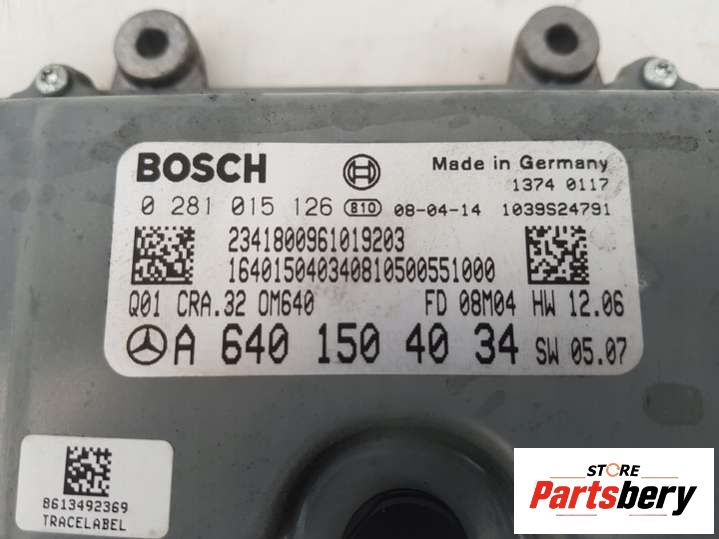 BOSCH Made in Germany
1374 0117
0 281 015 126 810 08-04-14 1039S24791
2341800961019203
164015040340810500551000
Q01 CRA.32 OM640 FD 08M04 HW 12.06
A 640 150 40 34 SW 05.07
8613492369
TRACELABEL
STORE
Partsbery